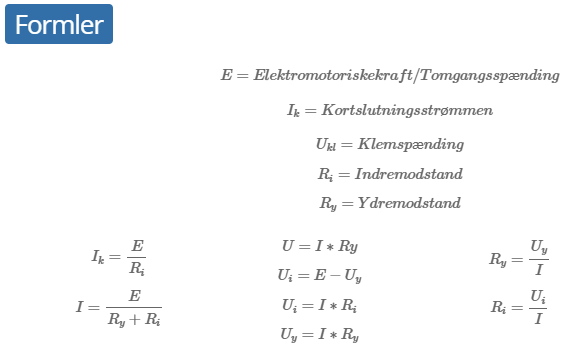 Formler
E = Elektromotoriskekraft/Tomgangsspænding
I_k = Kortslutningsstrømmen
U_kl = Klemspænding
R_i = Indremodstand
R_y = Ydremodstand
I_k = E / R_i
I = E / (R_y + R_i)
U = I * Ry
U_i = E − U_y
U_i = I * R_i
U_y = I * R_y
R_y = U_y / I
R_i = U_i / I